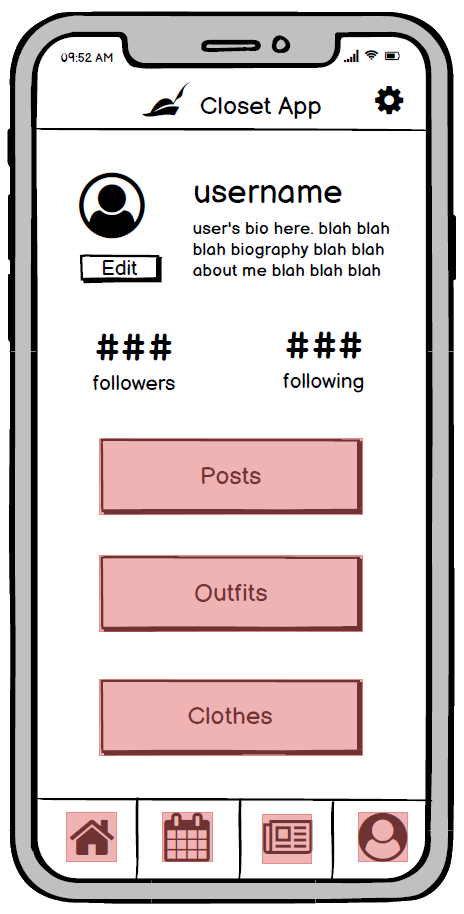 09:52 AM
Closet App
username
user's bio here. blah blah
blah biography blah blah
about me blah blah blah
Edit
### ###
followers following
Posts
Outfits
Clothes